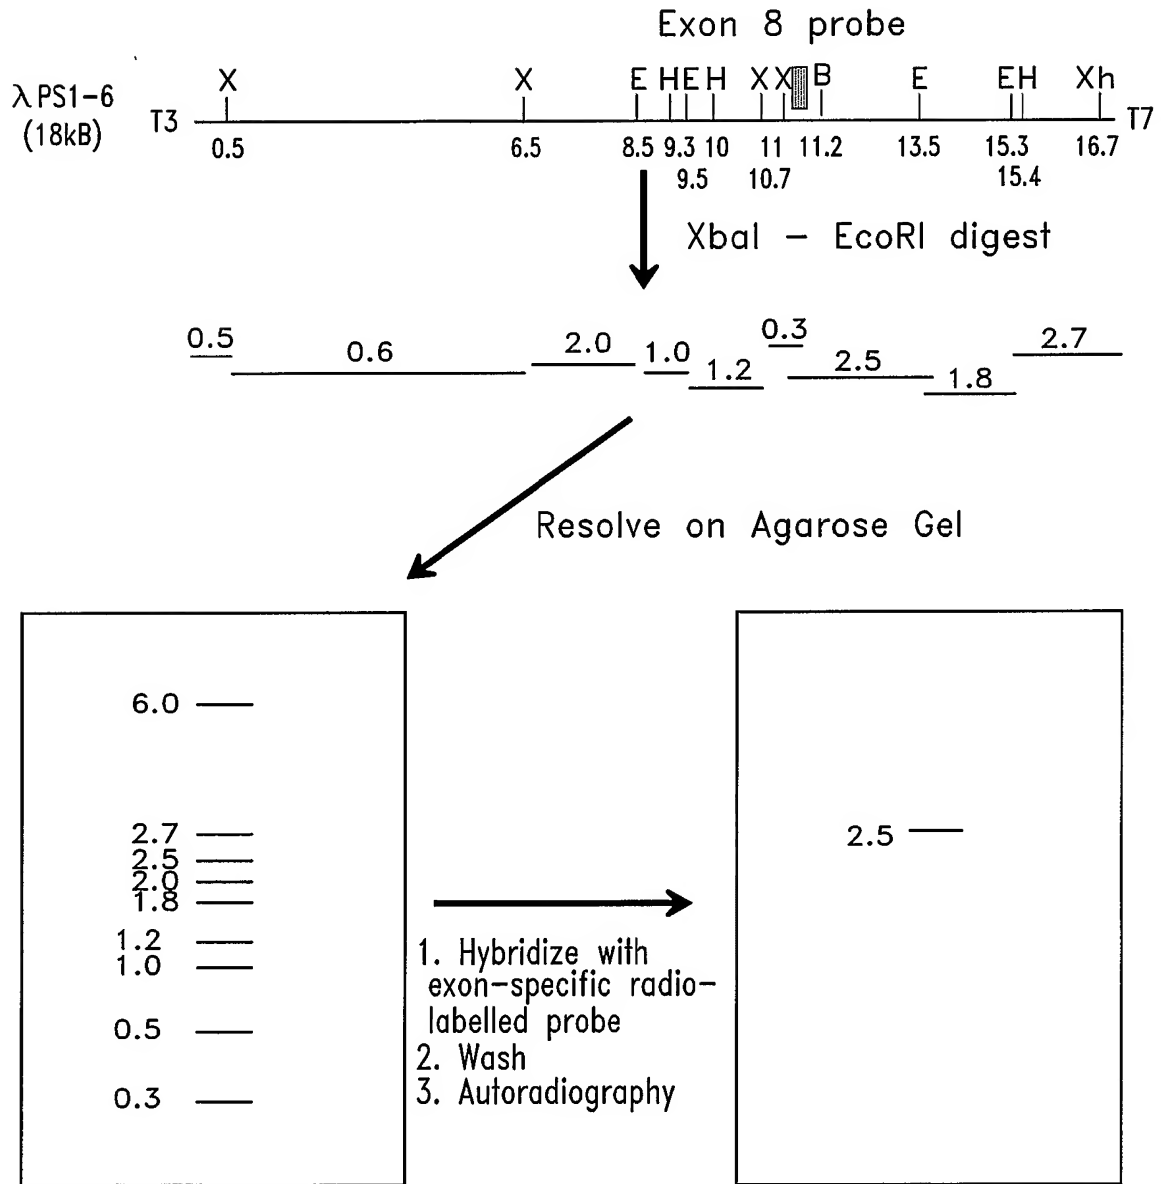 Exon 8 probe
X X E H E H X X B E E H Xh
λ PS1-6
(18kB)
T3 T7
0.5 6.5 8.5 9.3 10 11 11.2 13.5 15.3 16.7
9.5 10.7 15.4
XbaI - EcoRI digest
0.5 0.6 2.0 1.0 1.2 0.3 2.5 1.8 2.7
Resolve on Agarose Gel
6.0
2.7
2.5
2.0
1.8
1.2
1.0
0.5
0.3
1. Hybridize with
exon-specific radio-
labelled probe
2. Wash
3. Autoradiography
2.5